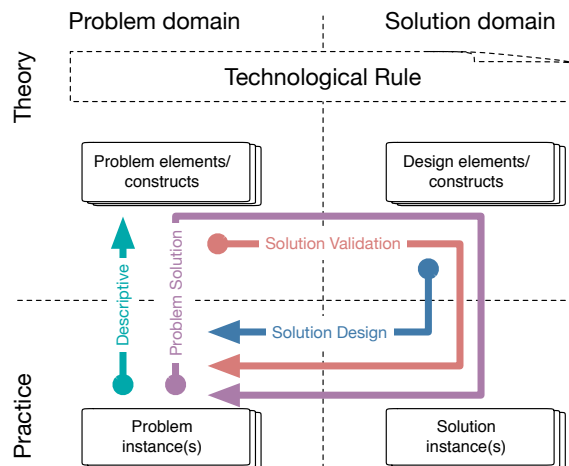 Problem domain
Solution domain
Theory
Technological Rule
Problem elements/
constructs
Design elements/
constructs
Descriptive
Problem Solution
Solution Validation
Solution Design
Practice
Problem
instance(s)
Solution
instance(s)